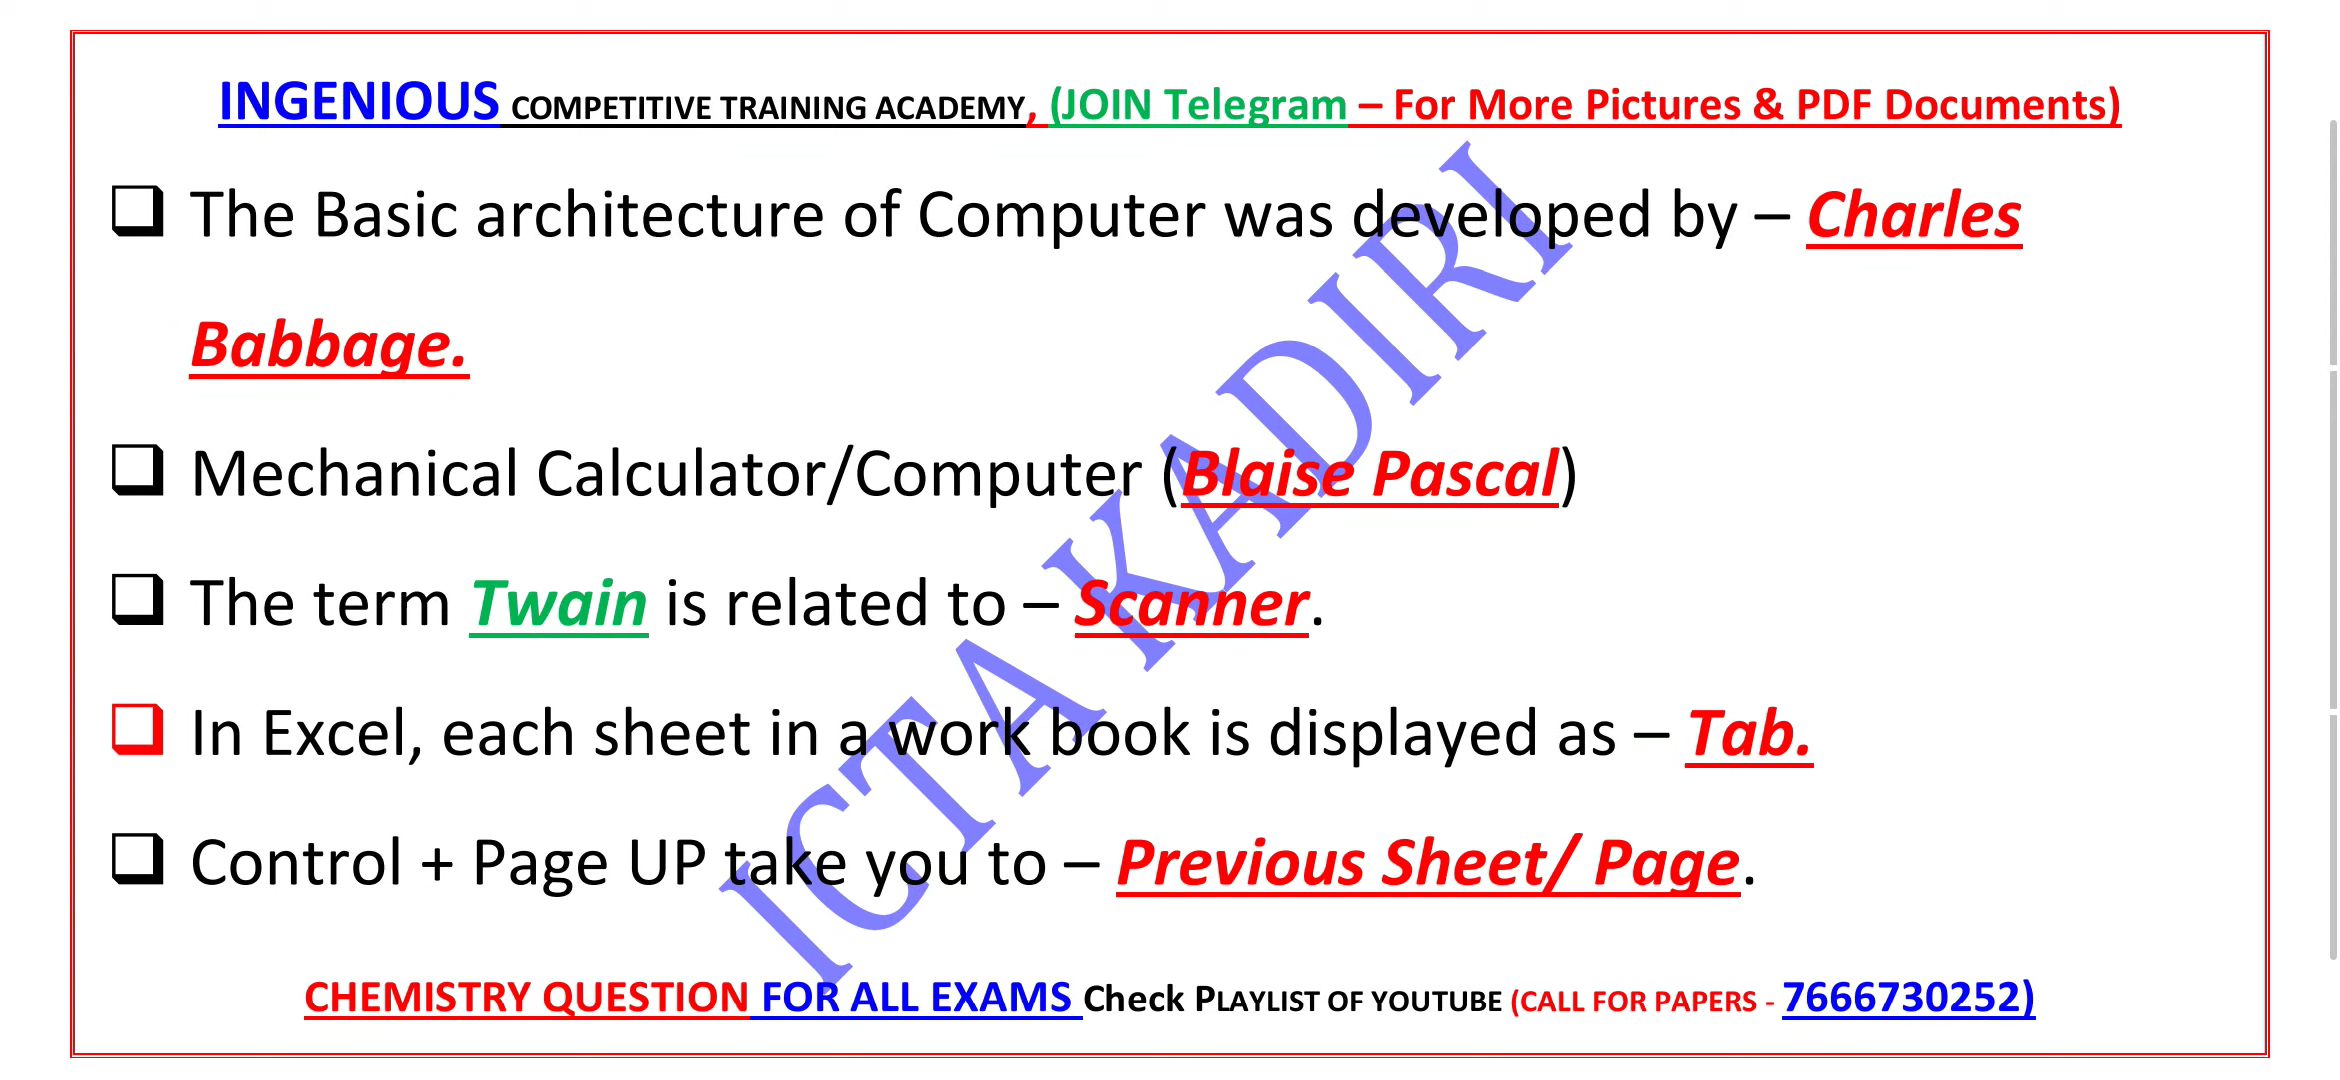 INGENIOUS COMPETITIVE TRAINING ACADEMY, (JOIN Telegram – For More Pictures & PDF Documents)
❑ The Basic architecture of Computer was developed by – Charles
Babbage.
❑ Mechanical Calculator/Computer (Blaise Pascal)
❑ The term Twain is related to – Scanner.
❑ In Excel, each sheet in a work book is displayed as – Tab.
❑ Control + Page UP take you to – Previous Sheet/ Page.
ICTA KADIRI
CHEMISTRY QUESTION FOR ALL EXAMS Check PLAYLIST OF YOUTUBE (CALL FOR PAPERS - 7666730252)